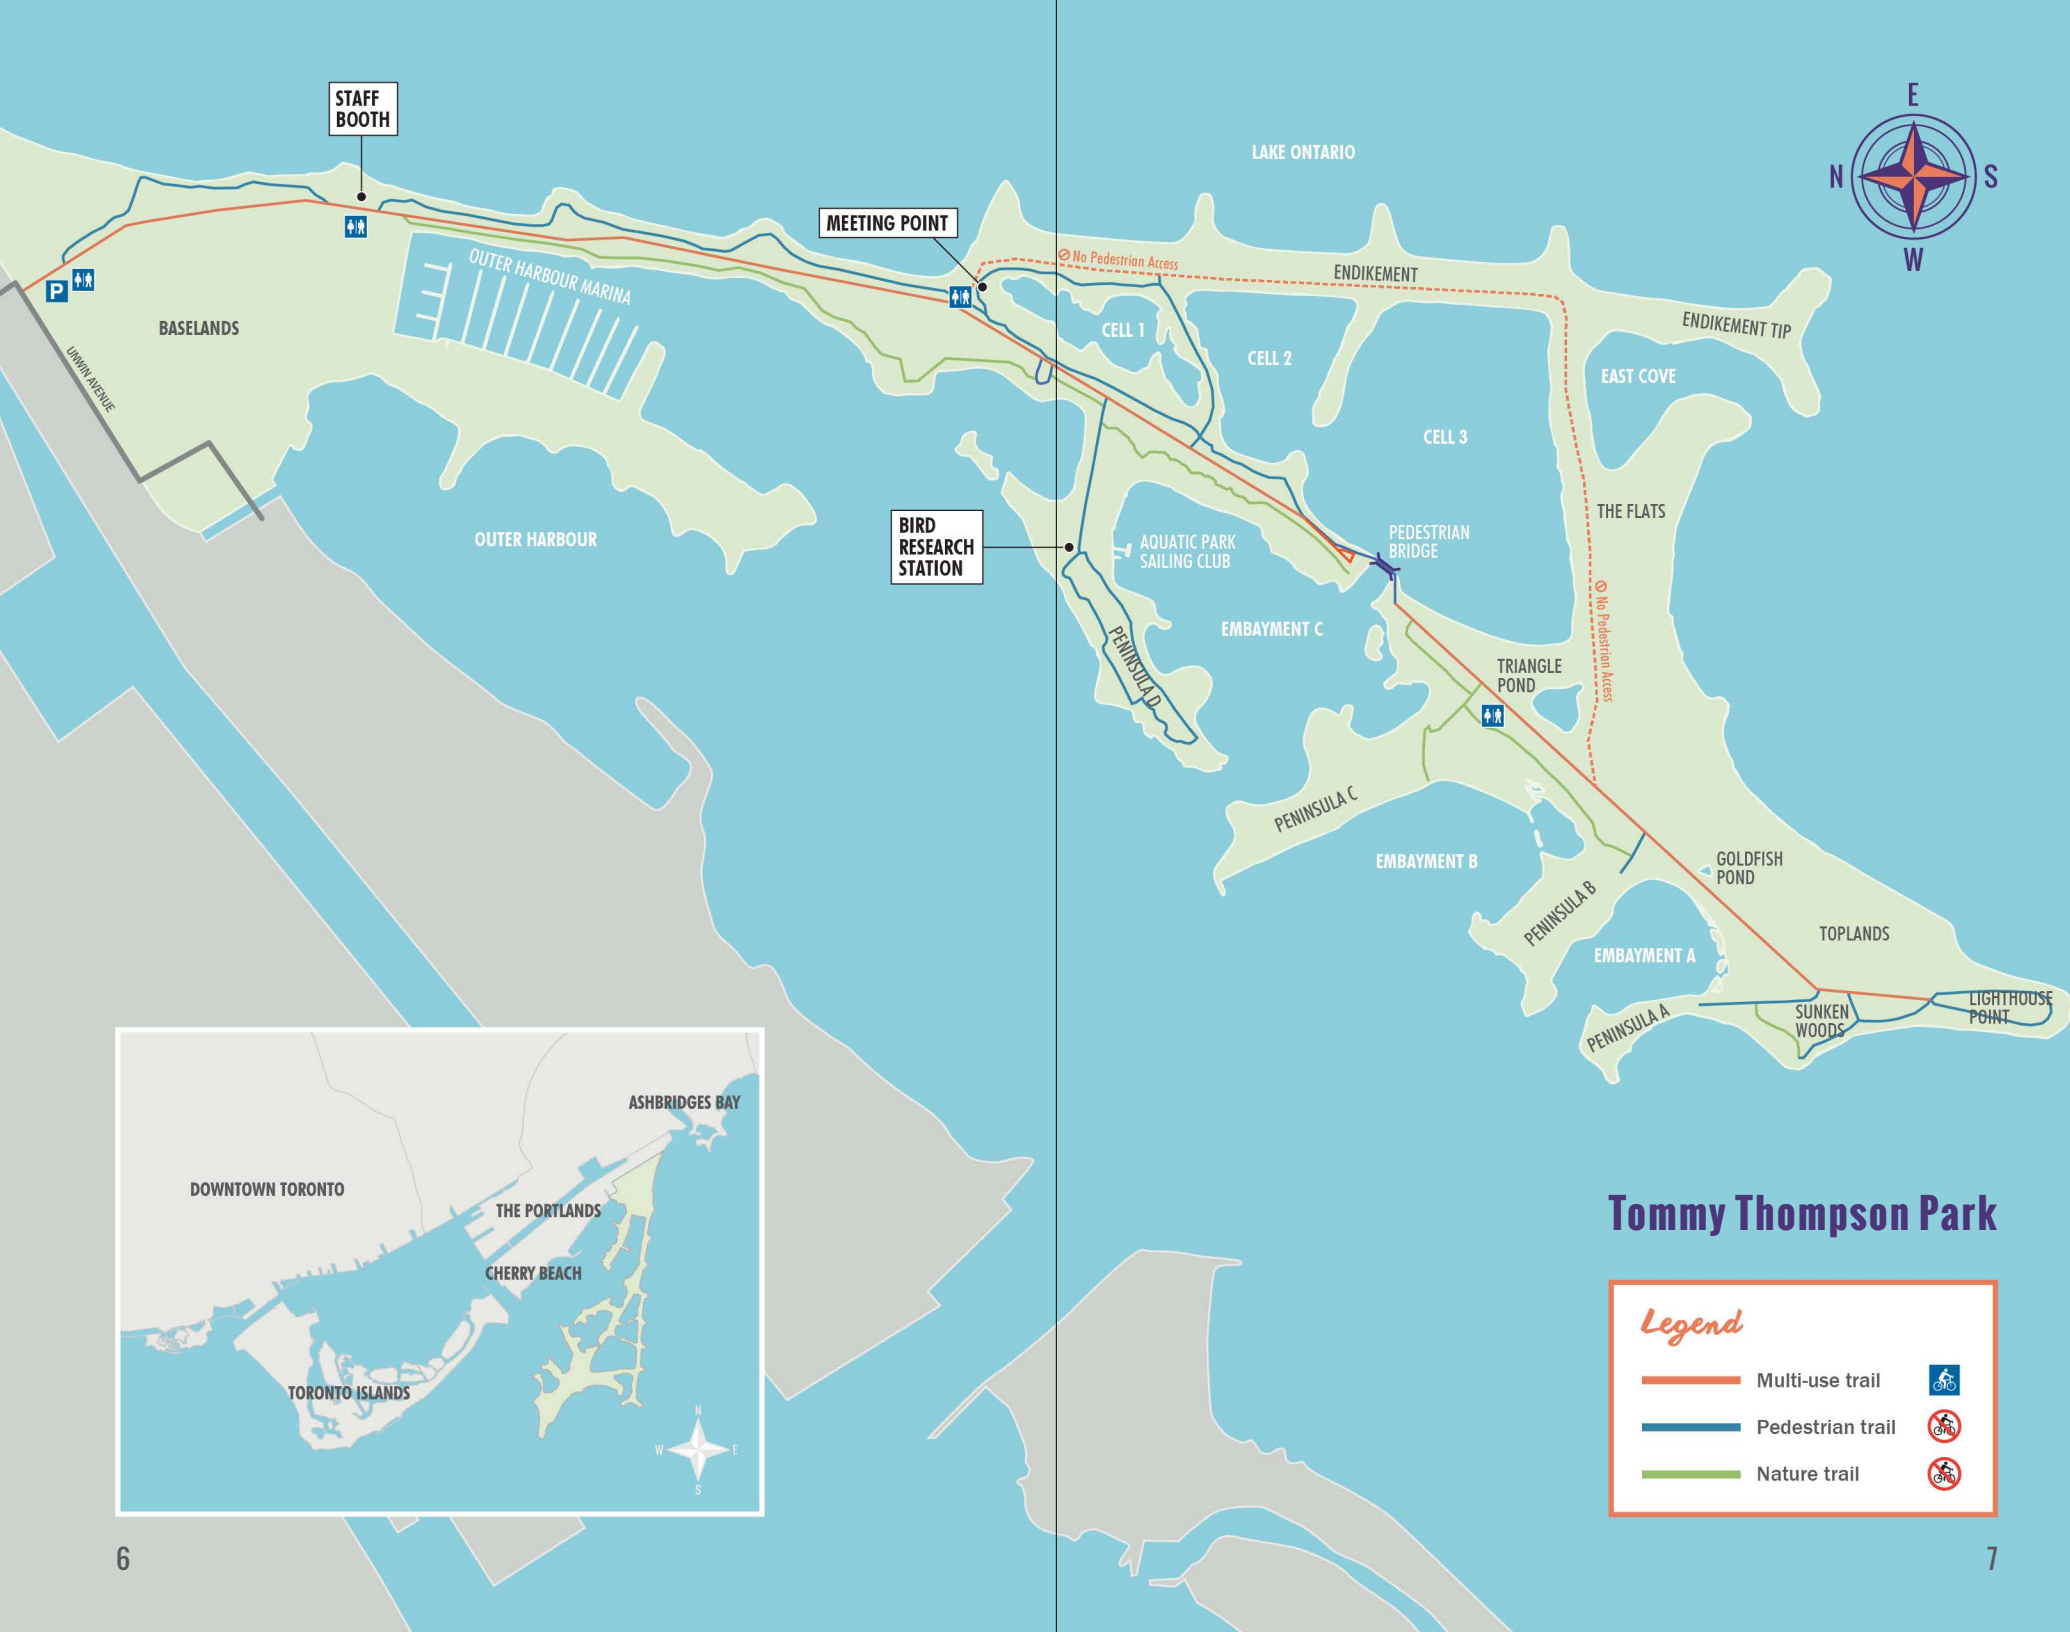 STAFF
BOOTH
E
N
S
W
LAKE ONTARIO
MEETING POINT
No Pedestrian Access
ENDIKEMENT
OUTER HARBOUR MARINA
P
BASELANDS
UNWIN AVENUE
CELL 1
CELL 2
ENDIKEMENT TIP
EAST COVE
CELL 3
THE FLATS
OUTER HARBOUR
BIRD
RESEARCH
STATION
AQUATIC PARK
SAILING CLUB
PEDESTRIAN
BRIDGE
No Pedestrian Access
EMBAYMENT C
PENINSULA D
TRIANGLE
POND
PENINSULA C
EMBAYMENT B
GOLDFISH
POND
PENINSULA B
TOPLANDS
EMBAYMENT A
PENINSULA A
SUNKEN
WOODS
LIGHTHOUSE
POINT
ASHBRIDGES BAY
DOWNTOWN TORONTO
THE PORTLANDS
CHERRY BEACH
TORONTO ISLANDS
N
W
E
S
Tommy Thompson Park
Legend
Multi-use trail
Pedestrian trail
Nature trail
6
7